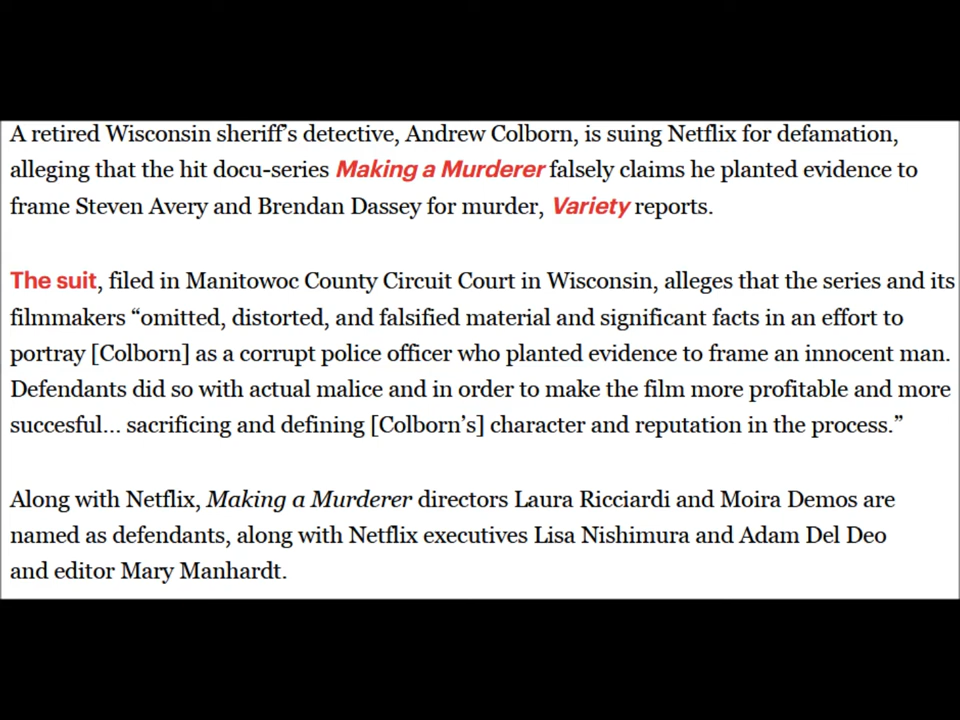 A retired Wisconsin sheriff’s detective, Andrew Colborn, is suing Netflix for defamation,
alleging that the hit docu-series Making a Murderer falsely claims he planted evidence to
frame Steven Avery and Brendan Dassey for murder, Variety reports.
The suit, filed in Manitowoc County Circuit Court in Wisconsin, alleges that the series and its
filmmakers “omitted, distorted, and falsified material and significant facts in an effort to
portray [Colborn] as a corrupt police officer who planted evidence to frame an innocent man.
Defendants did so with actual malice and in order to make the film more profitable and more
succesful... sacrificing and defining [Colborn’s] character and reputation in the process.”
Along with Netflix, Making a Murderer directors Laura Ricciardi and Moira Demos are
named as defendants, along with Netflix executives Lisa Nishimura and Adam Del Deo
and editor Mary Manhardt.